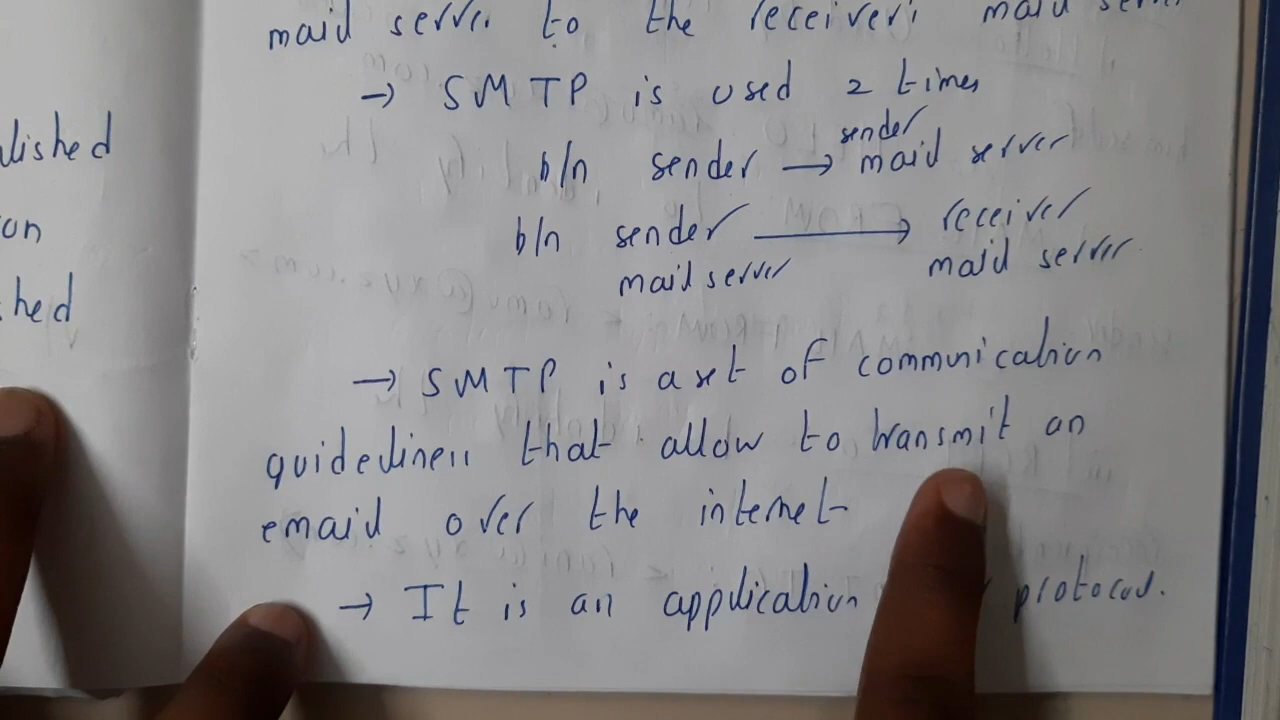 mail server to the receiver's mail server
→ SMTP is used 2 times
b/n sender → sender mail server
b/n sender mail server → receiver mail server
→ SMTP is a set of communication
guidelines that allow to transmit an
email over the internet
→ It is an application protocol.
lished
on
hed